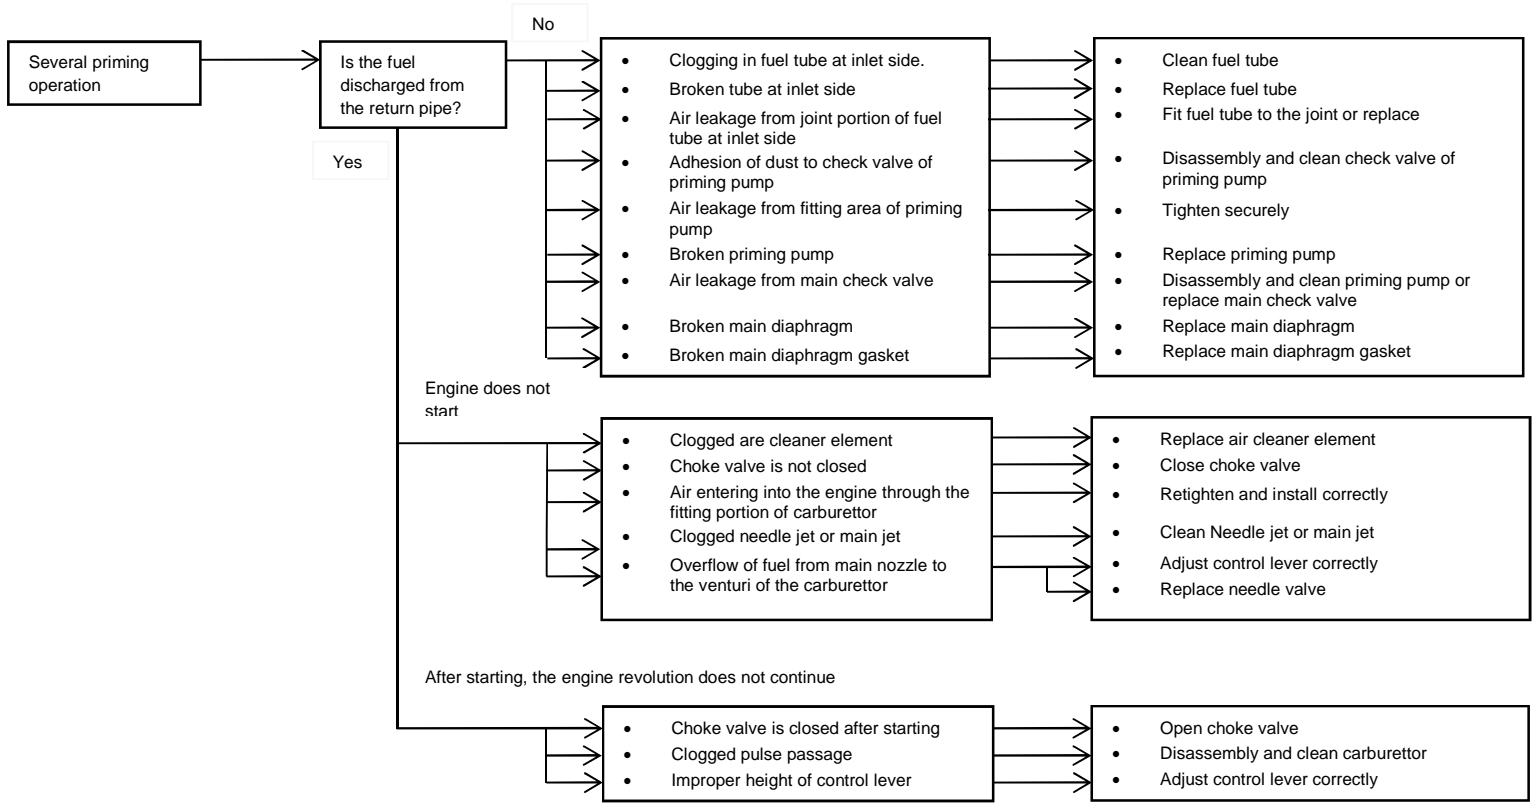 No
Several priming
operation
Is the fuel
discharged from
the return pipe?
Yes
• Clogging in fuel tube at inlet side.
• Broken tube at inlet side
• Air leakage from joint portion of fuel
tube at inlet side
• Adhesion of dust to check valve of
priming pump
• Air leakage from fitting area of priming
pump
• Broken priming pump
• Air leakage from main check valve
• Broken main diaphragm
• Broken main diaphragm gasket
• Clean fuel tube
• Replace fuel tube
• Fit fuel tube to the joint or replace
• Disassembly and clean check valve of
priming pump
• Tighten securely
• Replace priming pump
• Disassembly and clean priming pump or
replace main check valve
• Replace main diaphragm
• Replace main diaphragm gasket
Engine does not
start
• Clogged are cleaner element
• Choke valve is not closed
• Air entering into the engine through the
fitting portion of carburettor
• Clogged needle jet or main jet
• Overflow of fuel from main nozzle to
the venturi of the carburettor
• Replace air cleaner element
• Close choke valve
• Retighten and install correctly
• Clean Needle jet or main jet
• Adjust control lever correctly
• Replace needle valve
After starting, the engine revolution does not continue
• Choke valve is closed after starting
• Clogged pulse passage
• Improper height of control lever
• Open choke valve
• Disassembly and clean carburettor
• Adjust control lever correctly